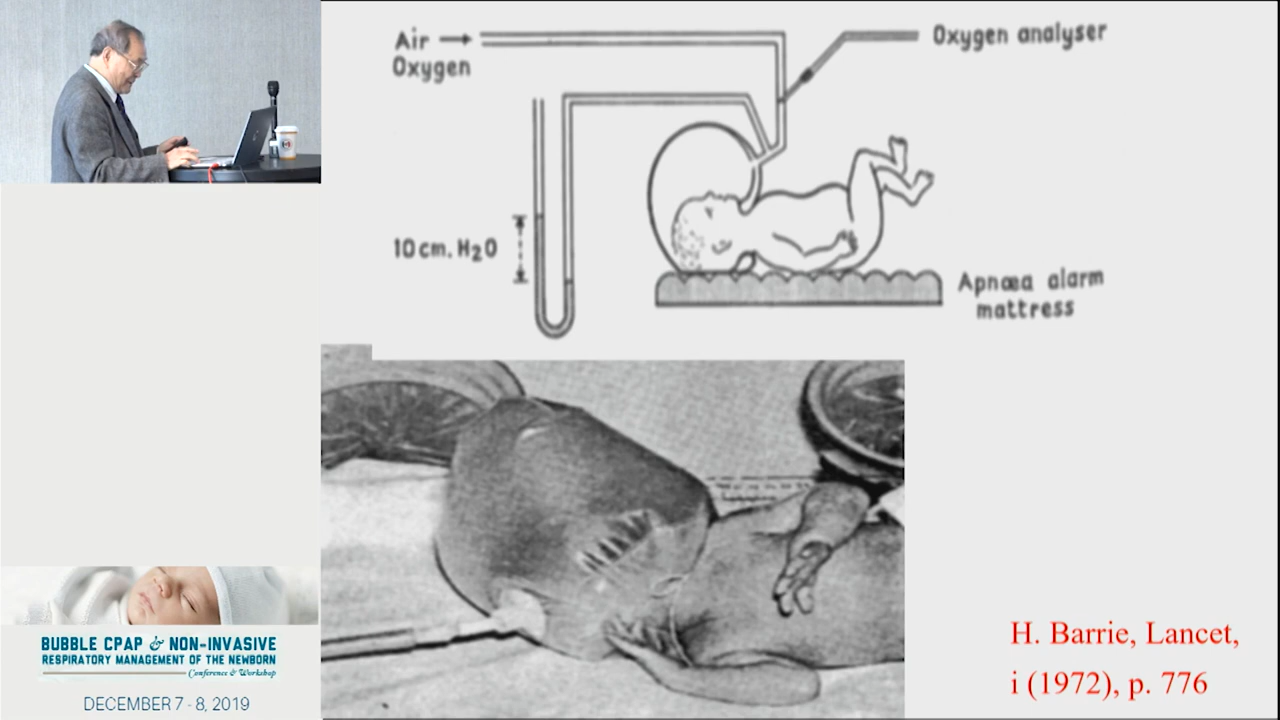 Air →
Oxygen
Oxygen analyser
10 cm. H₂O
Apnœa alarm
mattress
H. Barrie, Lancet,
i (1972), p. 776
BUBBLE CPAP & NON-INVASIVE
RESPIRATORY MANAGEMENT OF THE NEWBORN
Conference & Workshop
DECEMBER 7 - 8, 2019